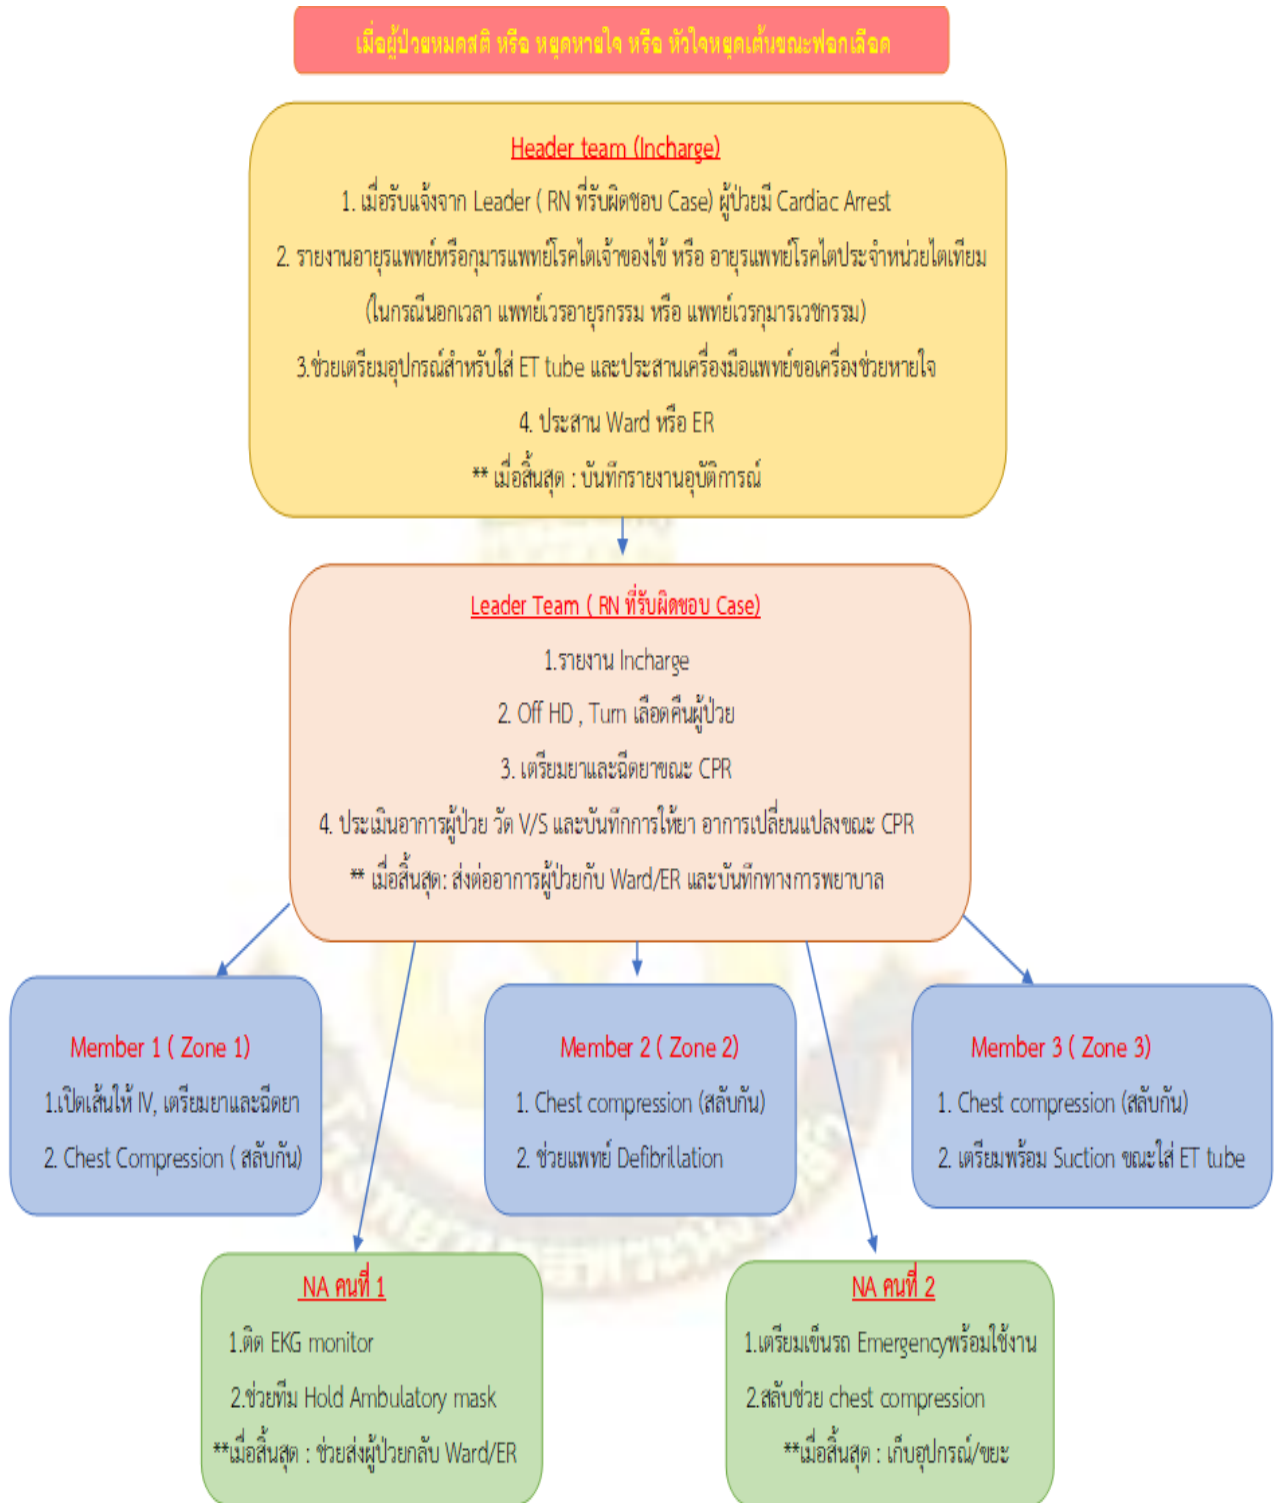 เมื่อผู้ป่วยหมดสติ หรือ หยุดหายใจ หรือ หัวใจหยุดเต้นขณะฟอกเลือด
Header team (Incharge)
1. เมื่อรับแจ้งจาก Leader ( RN ที่รับผิดชอบ Case) ผู้ป่วยมี Cardiac Arrest
2. รายงานอายุรแพทย์หรือกุมารแพทย์โรคไตเจ้าของไข้ หรือ อายุรแพทย์โรคไตประจำหน่วยไตเทียม
(ในกรณีนอกเวลา แพทย์เวรอายุรกรรม หรือ แพทย์เวรกุมารเวชกรรม)
3.ช่วยเตรียมอุปกรณ์สำหรับใส่ ET tube และประสานเครื่องมือแพทย์ขอเครื่องช่วยหายใจ
4. ประสาน Ward หรือ ER
** เมื่อสิ้นสุด : บันทึกรายงานอุบัติการณ์
Leader Team ( RN ที่รับผิดชอบ Case)
1.รายงาน Incharge
2. Off HD , Turn เลือดคืนผู้ป่วย
3. เตรียมยาและฉีดยาขณะ CPR
4. ประเมินอาการผู้ป่วย วัด V/S และบันทึกการให้ยา อาการเปลี่ยนแปลงขณะ CPR
** เมื่อสิ้นสุด: ส่งต่ออาการผู้ป่วยกับ Ward/ER และบันทึกทางการพยาบาล
Member 1 ( Zone 1)
1.เปิดเส้นให้ IV, เตรียมยาและฉีดยา
2. Chest Compression ( สลับกัน)
Member 2 ( Zone 2)
1. Chest compression (สลับกัน)
2. ช่วยแพทย์ Defibrillation
Member 3 ( Zone 3)
1. Chest compression (สลับกัน)
2. เตรียมพร้อม Suction ขณะใส่ ET tube
NA คนที่ 1
1.ติด EKG monitor
2.ช่วยทีม Hold Ambulatory mask
**เมื่อสิ้นสุด : ช่วยส่งผู้ป่วยกลับ Ward/ER
NA คนที่ 2
1.เตรียมเข็นรถ Emergencyพร้อมใช้งาน
2.สลับช่วย chest compression
**เมื่อสิ้นสุด : เก็บอุปกรณ์/ขยะ